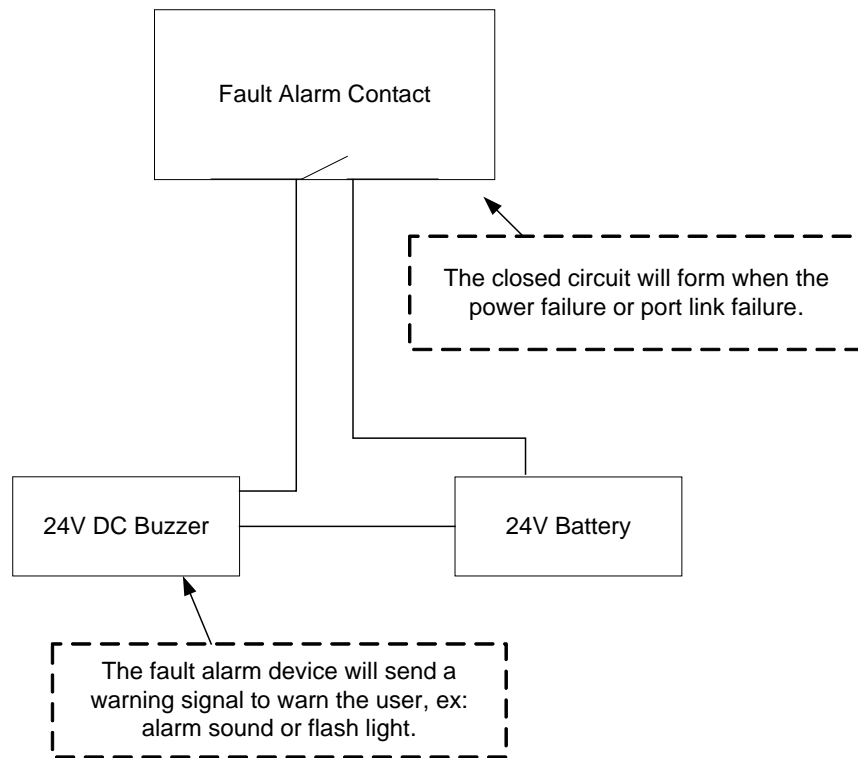 Fault Alarm Contact
The closed circuit will form when the
power failure or port link failure.
24V DC Buzzer
24V Battery
The fault alarm device will send a
warning signal to warn the user, ex:
alarm sound or flash light.